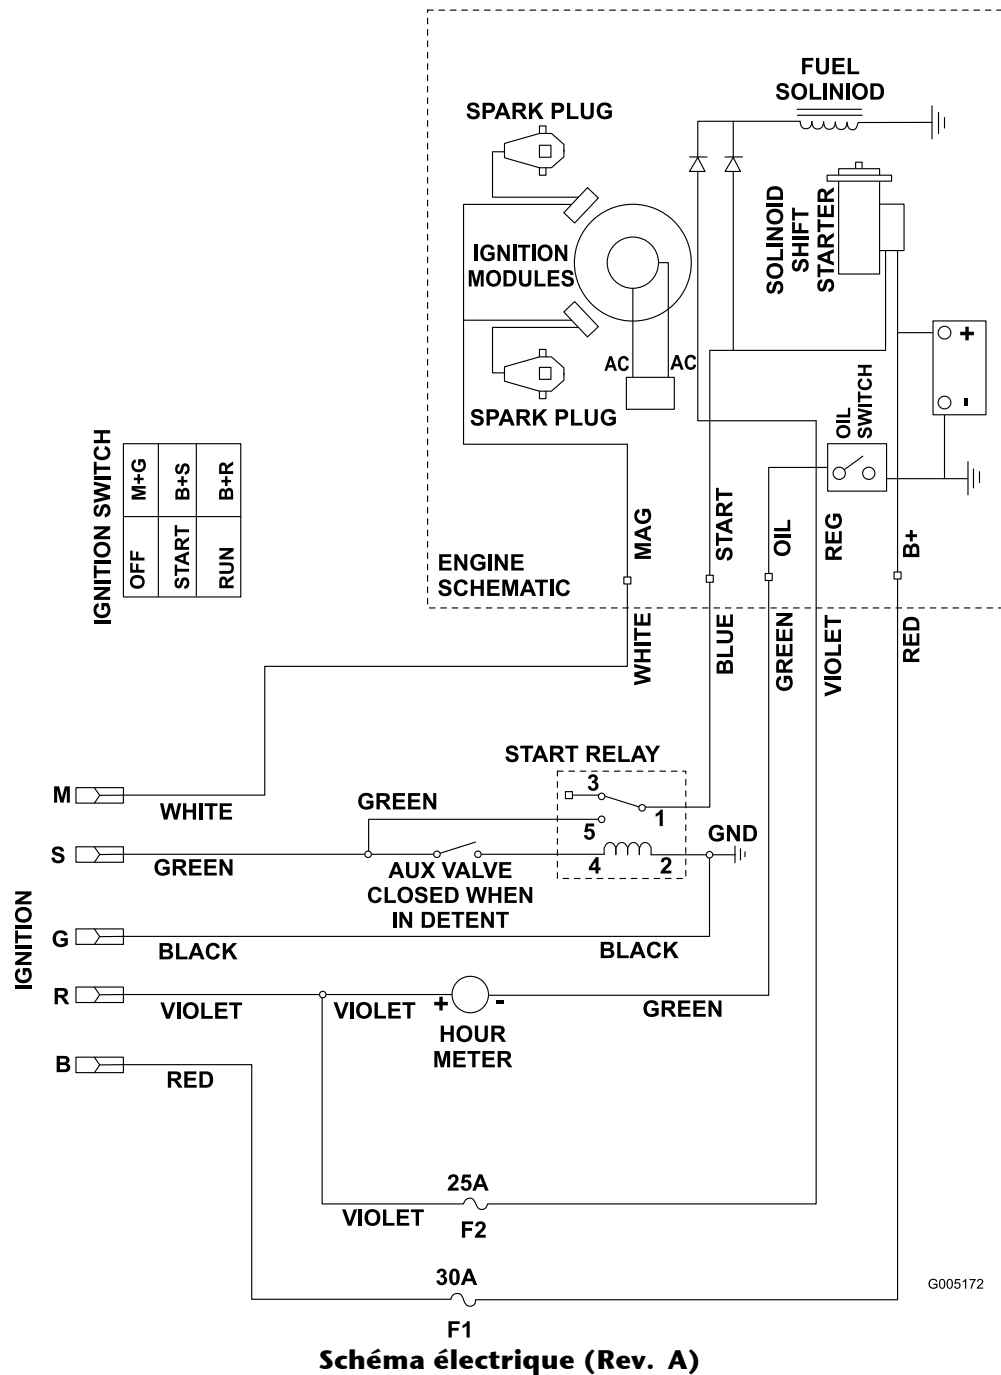 FUEL
SOLINIOD
SPARK PLUG
SOLINOID
SHIFT
STARTER
IGNITION
MODULES
+
-
AC
AC
SPARK PLUG
OIL
SWITCH
IGNITION SWITCH
OFF M+G
START B+S
RUN B+R
MAG
START
OIL
REG
B+
ENGINE
SCHEMATIC
WHITE
BLUE
GREEN
VIOLET
RED
START RELAY
M
WHITE
GREEN
3
1
5
GND
S
GREEN
AUX VALVE
CLOSED WHEN
IN DETENT
4
2
IGNITION
G
BLACK
BLACK
R
VIOLET
VIOLET
+
-
GREEN
HOUR
METER
B
RED
25A
VIOLET
F2
30A
F1
G005172
Schéma électrique (Rev. A)